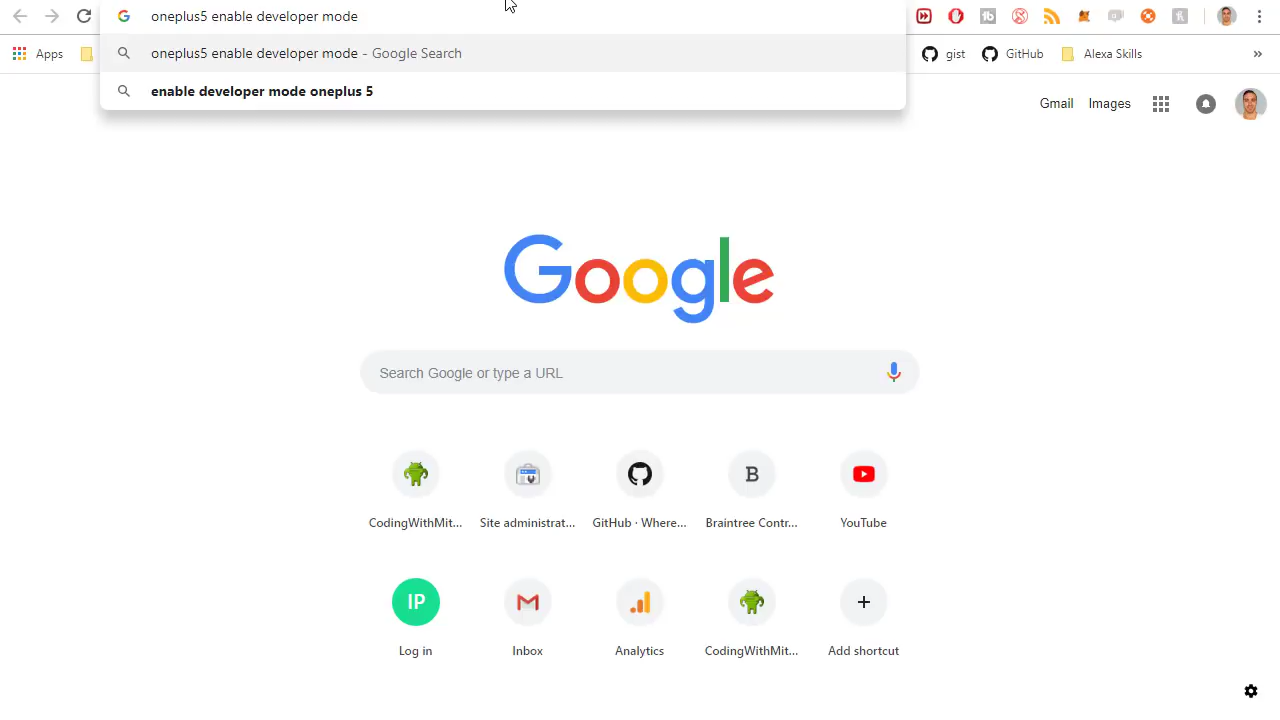 oneplus5 enable developer mode
oneplus5 enable developer mode - Google Search
enable developer mode oneplus 5
Apps
gist
GitHub
Alexa Skills
»
Gmail
Images
Google
Search Google or type a URL
CodingWithMit...
Site administrat...
GitHub · Where...
B
Braintree Contr...
YouTube
IP
Log in
Inbox
Analytics
CodingWithMit...
Add shortcut